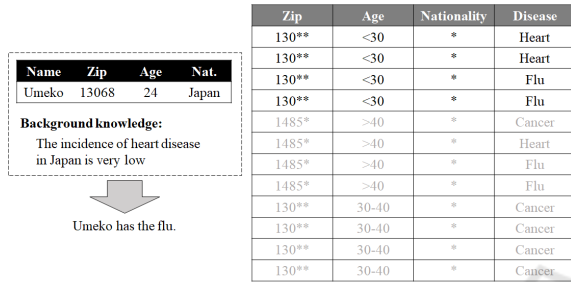 Name Zip Age Nat.
Umeko 13068 24 Japan
Background knowledge:
The incidence of heart disease
in Japan is very low
Umeko has the flu.
Zip Age Nationality Disease
130** <30 * Heart
130** <30 * Heart
130** <30 * Flu
130** <30 * Flu
1485* >40 * Cancer
1485* >40 * Heart
1485* >40 * Flu
1485* >40 * Flu
130** 30-40 * Cancer
130** 30-40 * Cancer
130** 30-40 * Cancer
130** 30-40 * Cancer